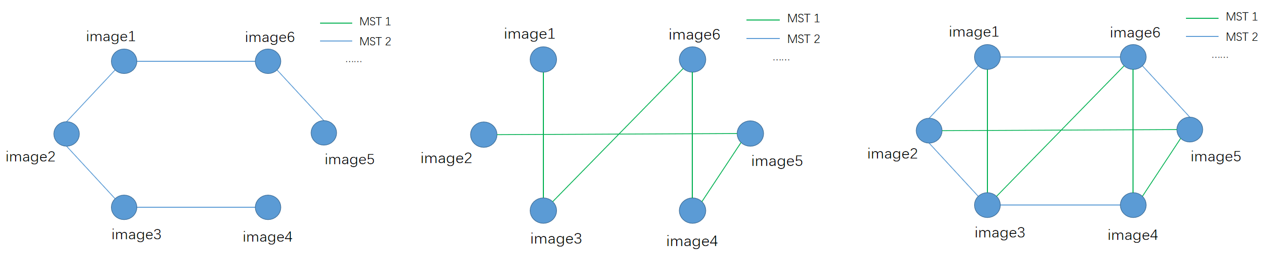 MST 1
MST 2
......
image1
image6
image2
image5
image3
image4
MST 1
MST 2
......
image1
image6
image2
image5
image3
image4
MST 1
MST 2
......
image1
image6
image2
image5
image3
image4